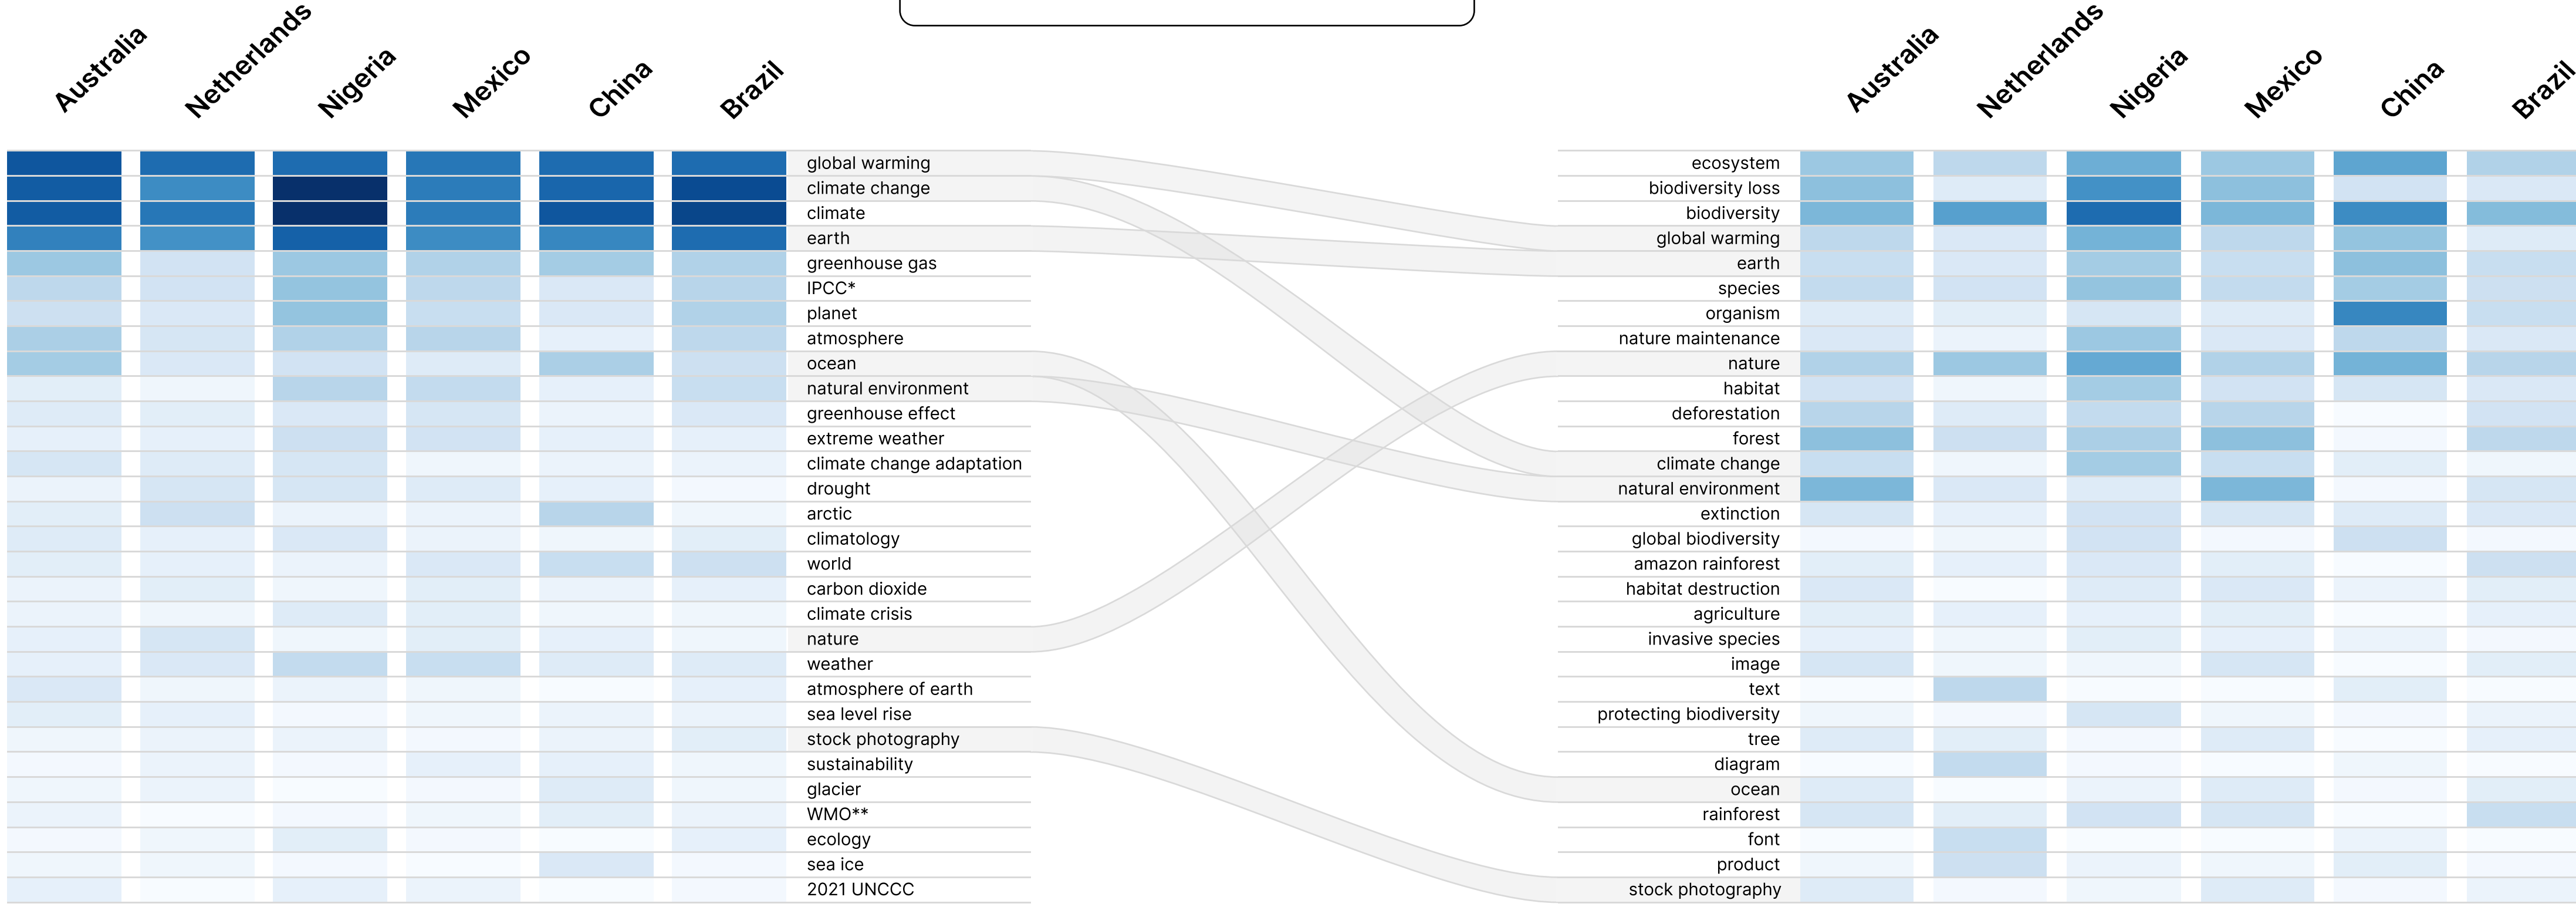 Australia
Netherlands
Nigeria
Mexico
China
Brazil
Australia
Netherlands
Nigeria
Mexico
China
Brazil
global warming
climate change
climate
earth
greenhouse gas
IPCC*
planet
atmosphere
ocean
natural environment
greenhouse effect
extreme weather
climate change adaptation
drought
arctic
climatology
world
carbon dioxide
climate crisis
nature
weather
atmosphere of earth
sea level rise
stock photography
sustainability
glacier
WMO**
ecology
sea ice
2021 UNCCC
ecosystem
biodiversity loss
biodiversity
global warming
earth
species
organism
nature maintenance
nature
habitat
deforestation
forest
climate change
natural environment
extinction
global biodiversity
amazon rainforest
habitat destruction
agriculture
invasive species
image
text
protecting biodiversity
tree
diagram
ocean
rainforest
font
product
stock photography